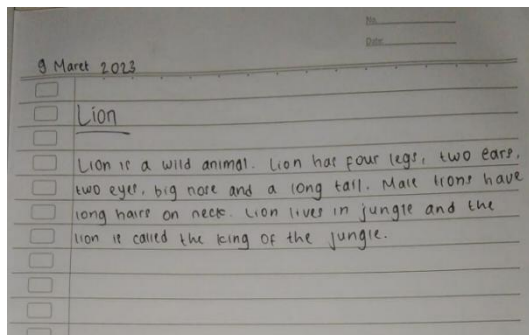 No.
Date
9 Maret 2023
Lion
Lion is a wild animal. Lion has four legs, two ears,
two eyes, big nose and a long tail. Male lions have
long hairs on neck. Lion lives in jungle and the
lion is called the king of the jungle.